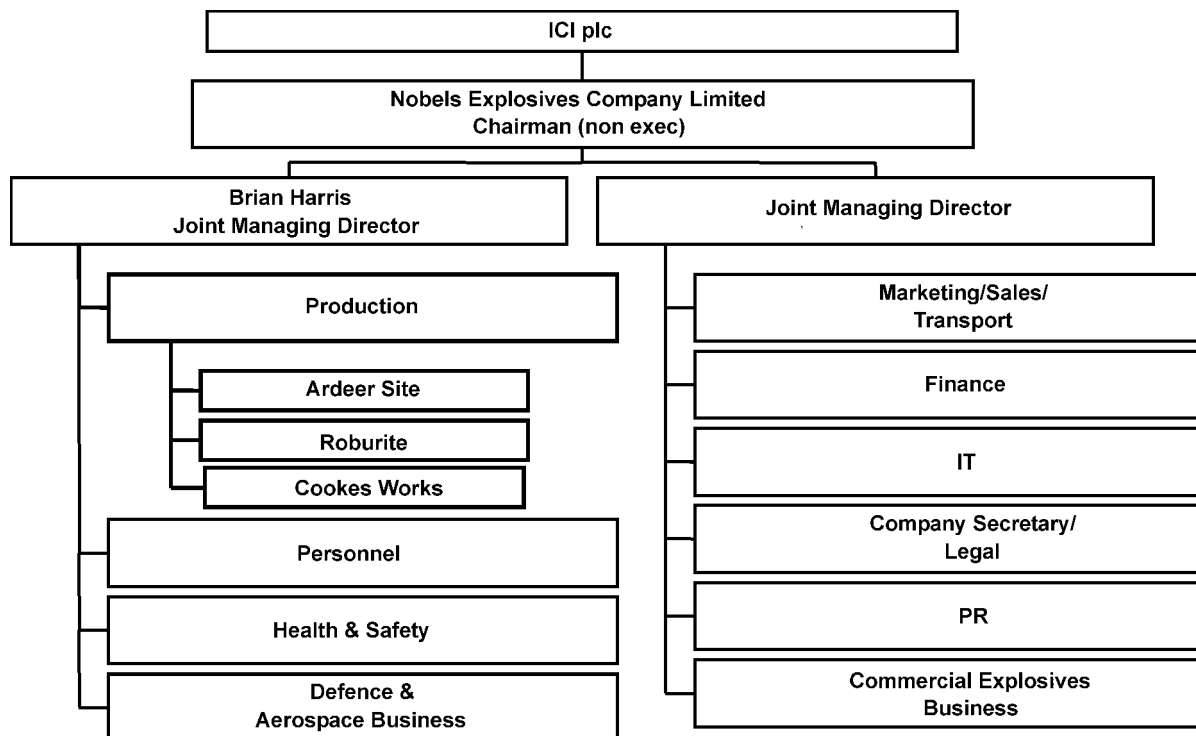 ICI plc
Nobels Explosives Company Limited
Chairman (non exec)
Brian Harris
Joint Managing Director
Joint Managing Director
Production
Ardeer Site
Roburite
Cookes Works
Personnel
Health & Safety
Defence &
Aerospace Business
Marketing/Sales/
Transport
Finance
IT
Company Secretary/
Legal
PR
Commercial Explosives
Business